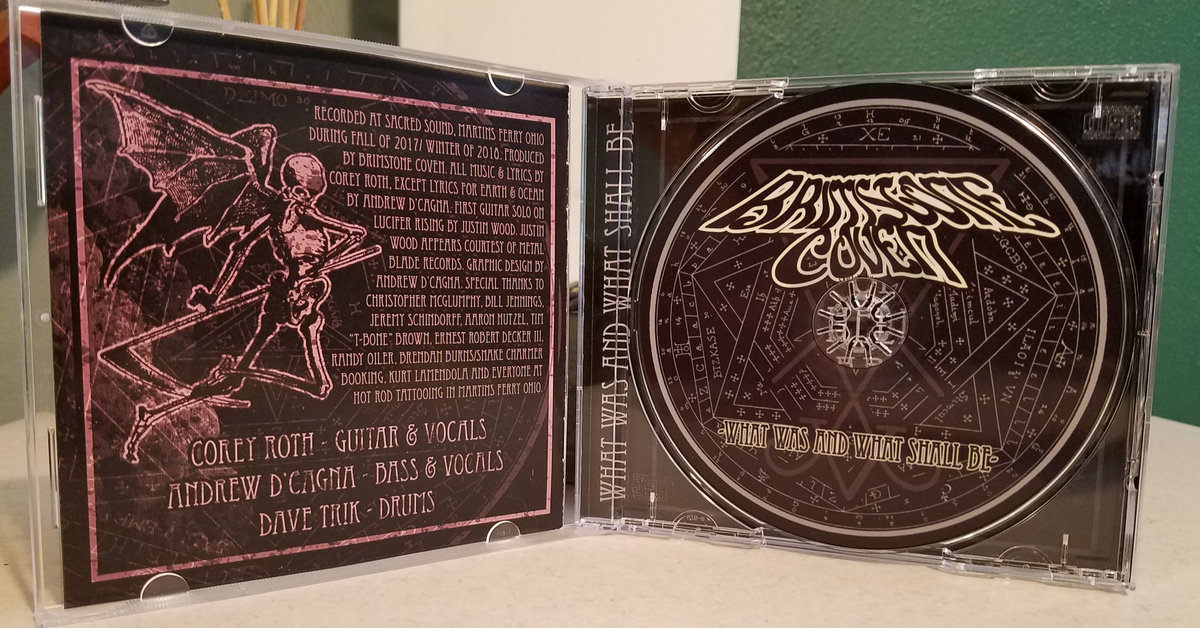 RECORDED AT SACRED SOUND, MARTINS FERRY OHIO
DURING FALL OF 2017/ WINTER OF 2018. PRODUCED
BY BRIMSTONE COVEN. ALL MUSIC & LYRICS BY
COREY ROTH, EXCEPT LYRICS FOR EARTH & OCEAN
BY ANDREW D'CAGNA. FIRST GUITAR SOLO ON
LUCIFER RISING BY JUSTIN WOOD. JUSTIN
WOOD APPEARS COURTESY OF METAL
BLADE RECORDS. GRAPHIC DESIGN BY
ANDREW D'CAGNA. SPECIAL THANKS TO
CHRISTOPHER MCGLUMPHY, BILL JENNINGS,
JEREMY SCHINDORFF, AARON HUTZEL, TIM
"T-BONE" BROWN, ERNEST ROBERT DECKER III,
RANDY OILER, BRENDAN BURNS/SNAKE CHARMER
BOOKING, KURT LAMENDOLA AND EVERYONE AT
HOT ROD TATTOOING IN MARTINS FERRY OHIO.
COREY ROTH - GUITAR & VOCALS
ANDREW D'CAGNA - BASS & VOCALS
DAVE TRIK - DRUMS
WHAT WAS AND WHAT SHALL BE
XE
BRIMSTONE
COVEN
-WHAT WAS AND WHAT SHALL BE-